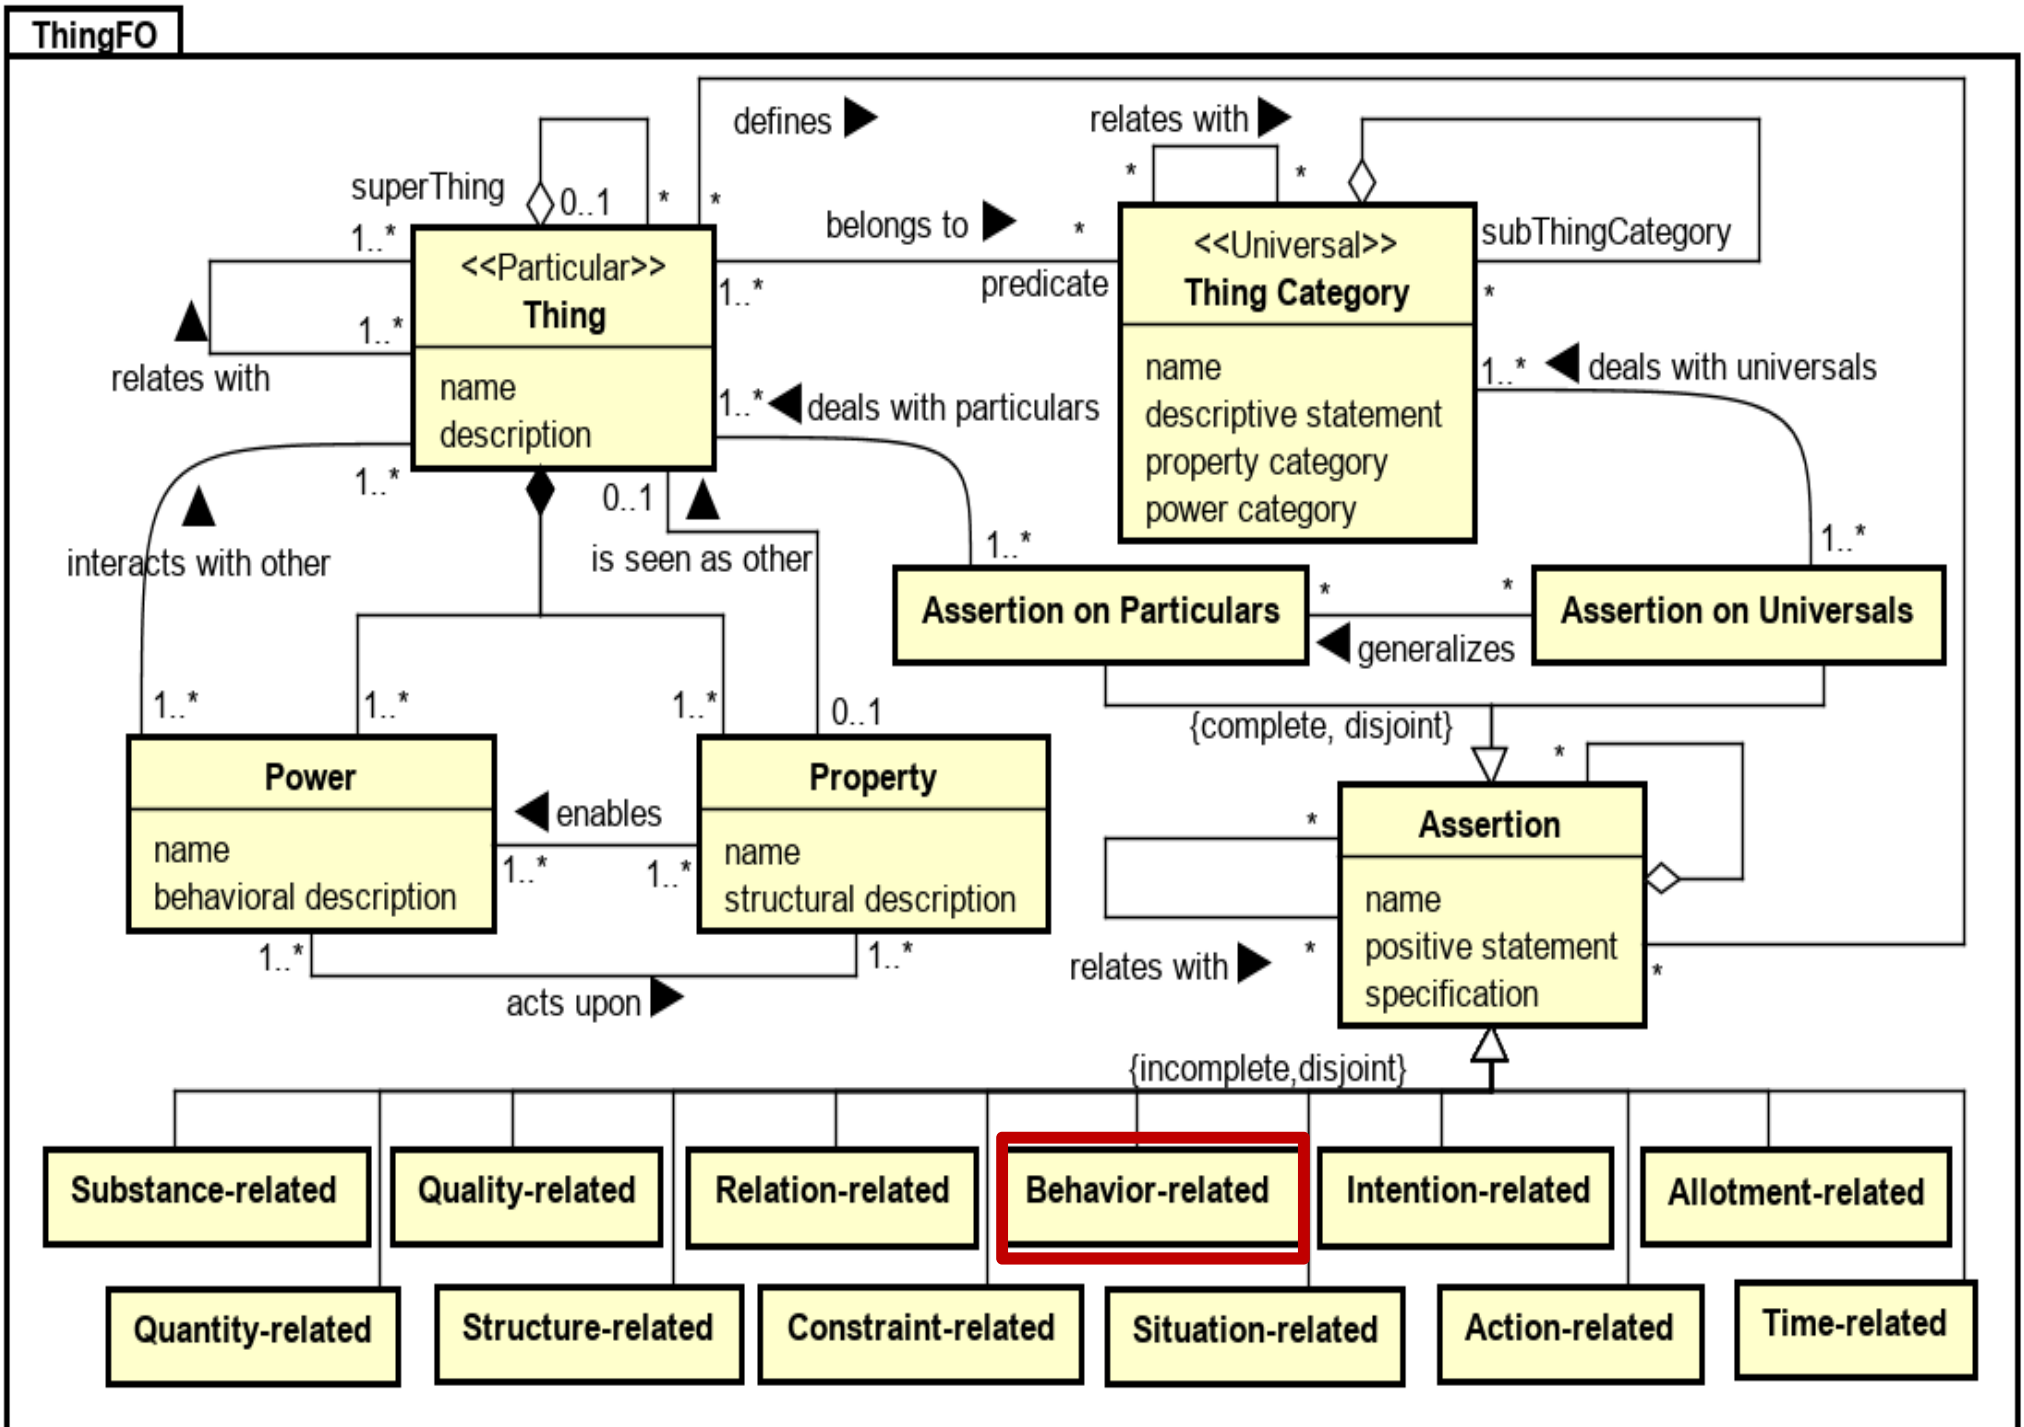 ThingFO
defines
relates with
superThing
0..1
*
*
*
*
1..*
belongs to
*
subThingCategory
<<Particular>>
Thing
<<Universal>>
Thing Category
1..*
predicate
*
1..*
relates with
name
description
1..*
deals with particulars
name
descriptive statement
property category
power category
1..*
deals with universals
1..*
0..1
interacts with other
is seen as other
1..*
1..*
Assertion on Particulars
*
*
Assertion on Universals
generalizes
1..*
1..*
1..*
0..1
{complete, disjoint}
*
Power
name
behavioral description
enables
1..*
1..*
Property
name
structural description
*
Assertion
name
positive statement
specification
1..*
1..*
acts upon
relates with
*
*
{incomplete,disjoint}
Substance-related
Quality-related
Relation-related
Behavior-related
Intention-related
Allotment-related
Quantity-related
Structure-related
Constraint-related
Situation-related
Action-related
Time-related